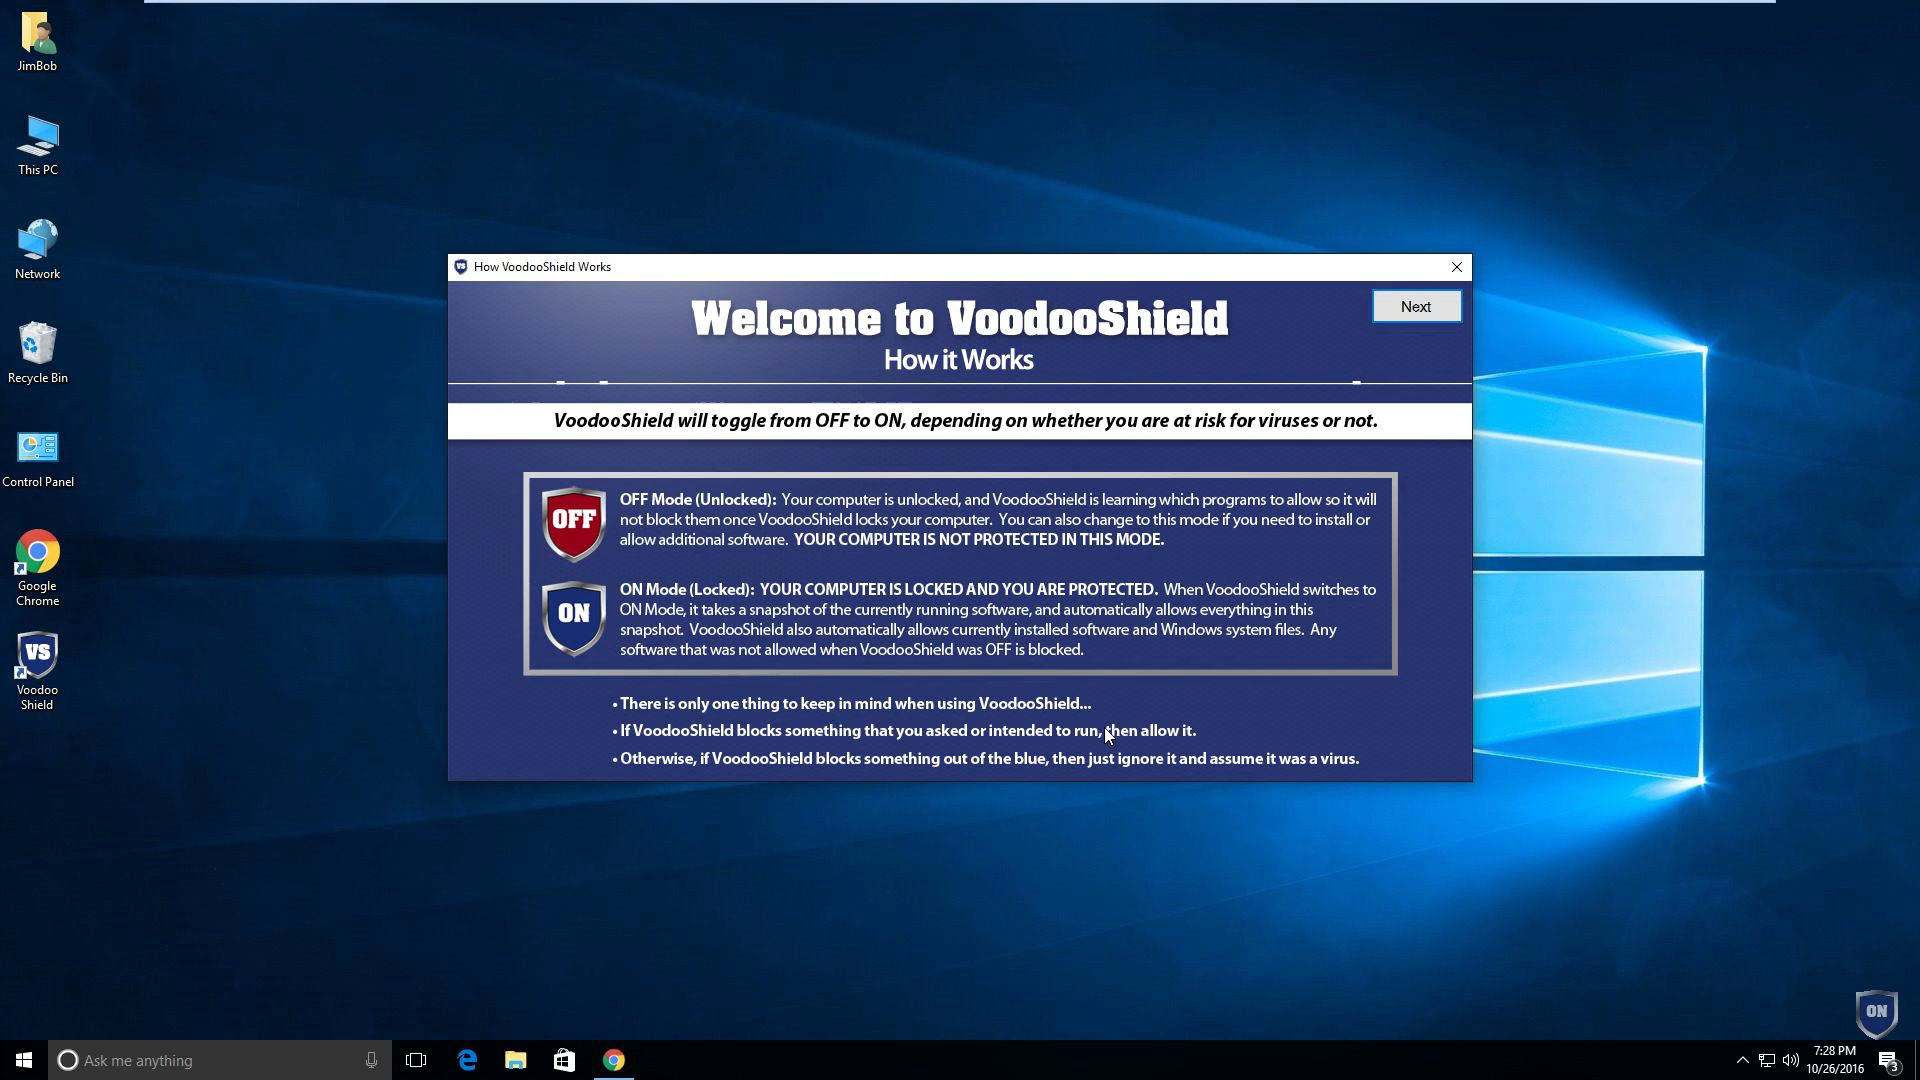 JimBob
This PC
Network
Recycle Bin
Control Panel
Google
Chrome
VS
Voodoo
Shield
VS How VoodooShield Works
Welcome to VoodooShield
Next
How it Works
VoodooShield will toggle from OFF to ON, depending on whether you are at risk for viruses or not.
OFF
OFF Mode (Unlocked): Your computer is unlocked, and VoodooShield is learning which programs to allow so it will
not block them once VoodooShield locks your computer. You can also change to this mode if you need to install or
allow additional software. YOUR COMPUTER IS NOT PROTECTED IN THIS MODE.
ON
ON Mode (Locked): YOUR COMPUTER IS LOCKED AND YOU ARE PROTECTED. When VoodooShield switches to
ON Mode, it takes a snapshot of the currently running software, and automatically allows everything in this
snapshot. VoodooShield also automatically allows currently installed software and Windows system files. Any
software that was not allowed when VoodooShield was OFF is blocked.
• There is only one thing to keep in mind when using VoodooShield...
• If VoodooShield blocks something that you asked or intended to run, then allow it.
• Otherwise, if VoodooShield blocks something out of the blue, then just ignore it and assume it was a virus.
ON
Ask me anything
7:28 PM
10/26/2016
3